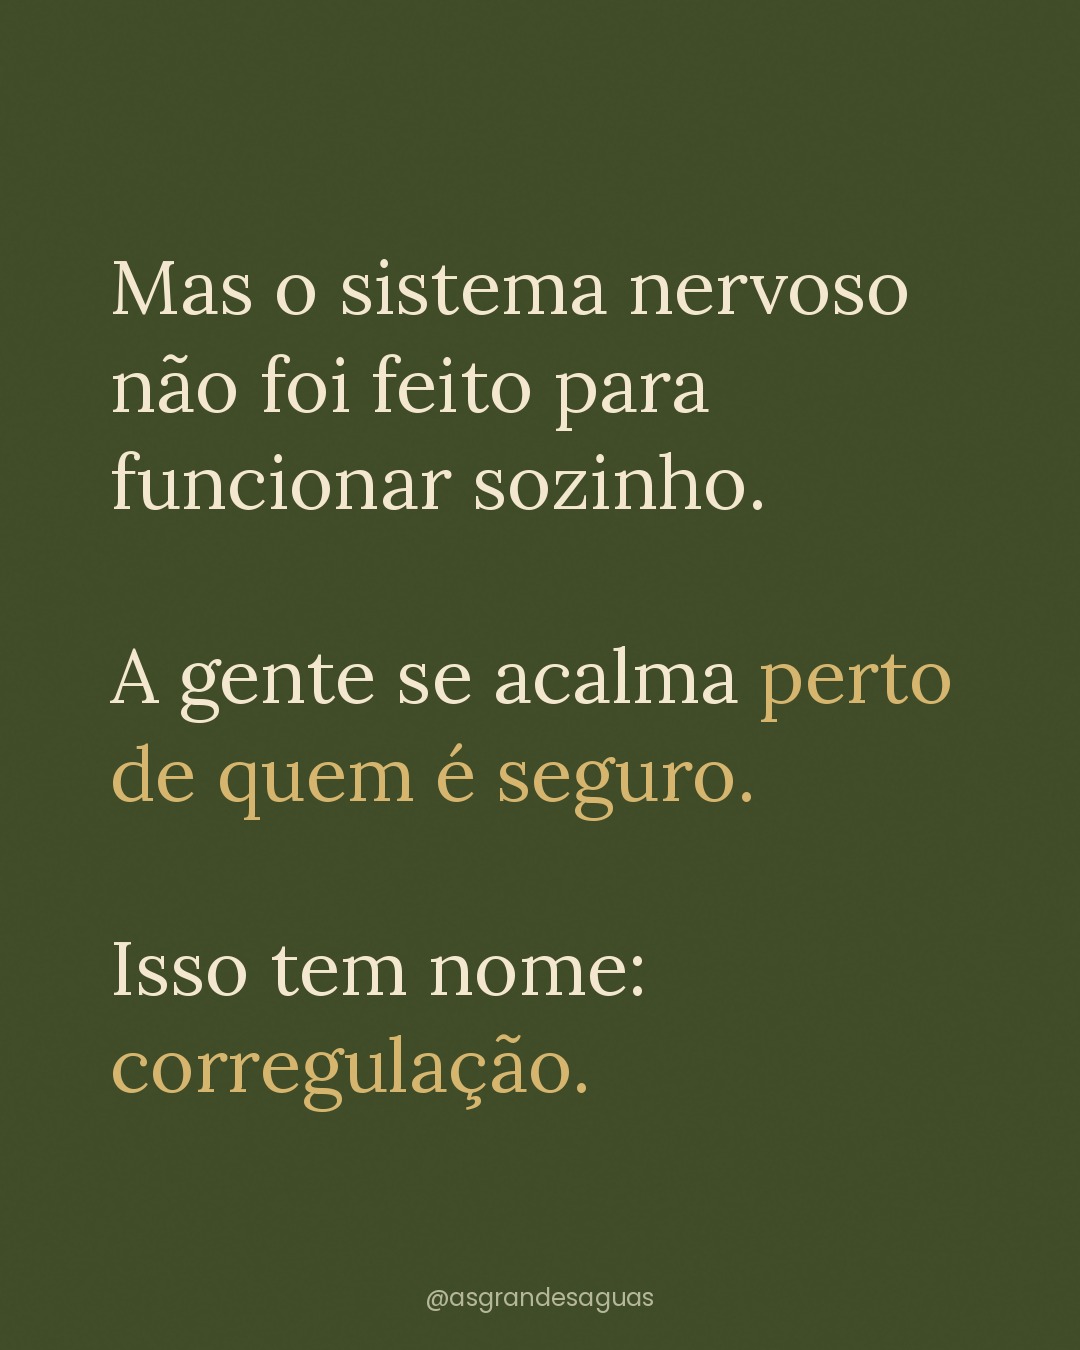 Mas o sistema nervoso
não foi feito para
funcionar sozinho.
A gente se acalma perto
de quem é seguro.
Isso tem nome:
corregulação.
@asgrandesaguas